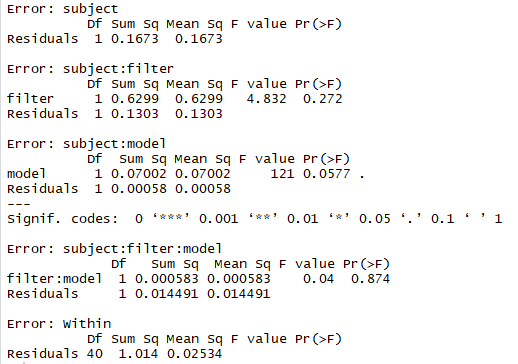 Error: subject
Df Sum Sq Mean Sq F value Pr(>F)
Residuals 1 0.1673 0.1673
Error: subject:filter
Df Sum Sq Mean Sq F value Pr(>F)
filter 1 0.6299 0.6299 4.832 0.272
Residuals 1 0.1303 0.1303
Error: subject:model
Df Sum Sq Mean Sq F value Pr(>F)
model 1 0.07002 0.07002 121 0.0577 .
Residuals 1 0.00058 0.00058
---
Signif. codes: 0 ‘***’ 0.001 ‘**’ 0.01 ‘*’ 0.05 ‘.’ 0.1 ‘ ’ 1
Error: subject:filter:model
Df Sum Sq Mean Sq F value Pr(>F)
filter:model 1 0.000583 0.000583 0.04 0.874
Residuals 1 0.014491 0.014491
Error: Within
Df Sum Sq Mean Sq F value Pr(>F)
Residuals 40 1.014 0.02534